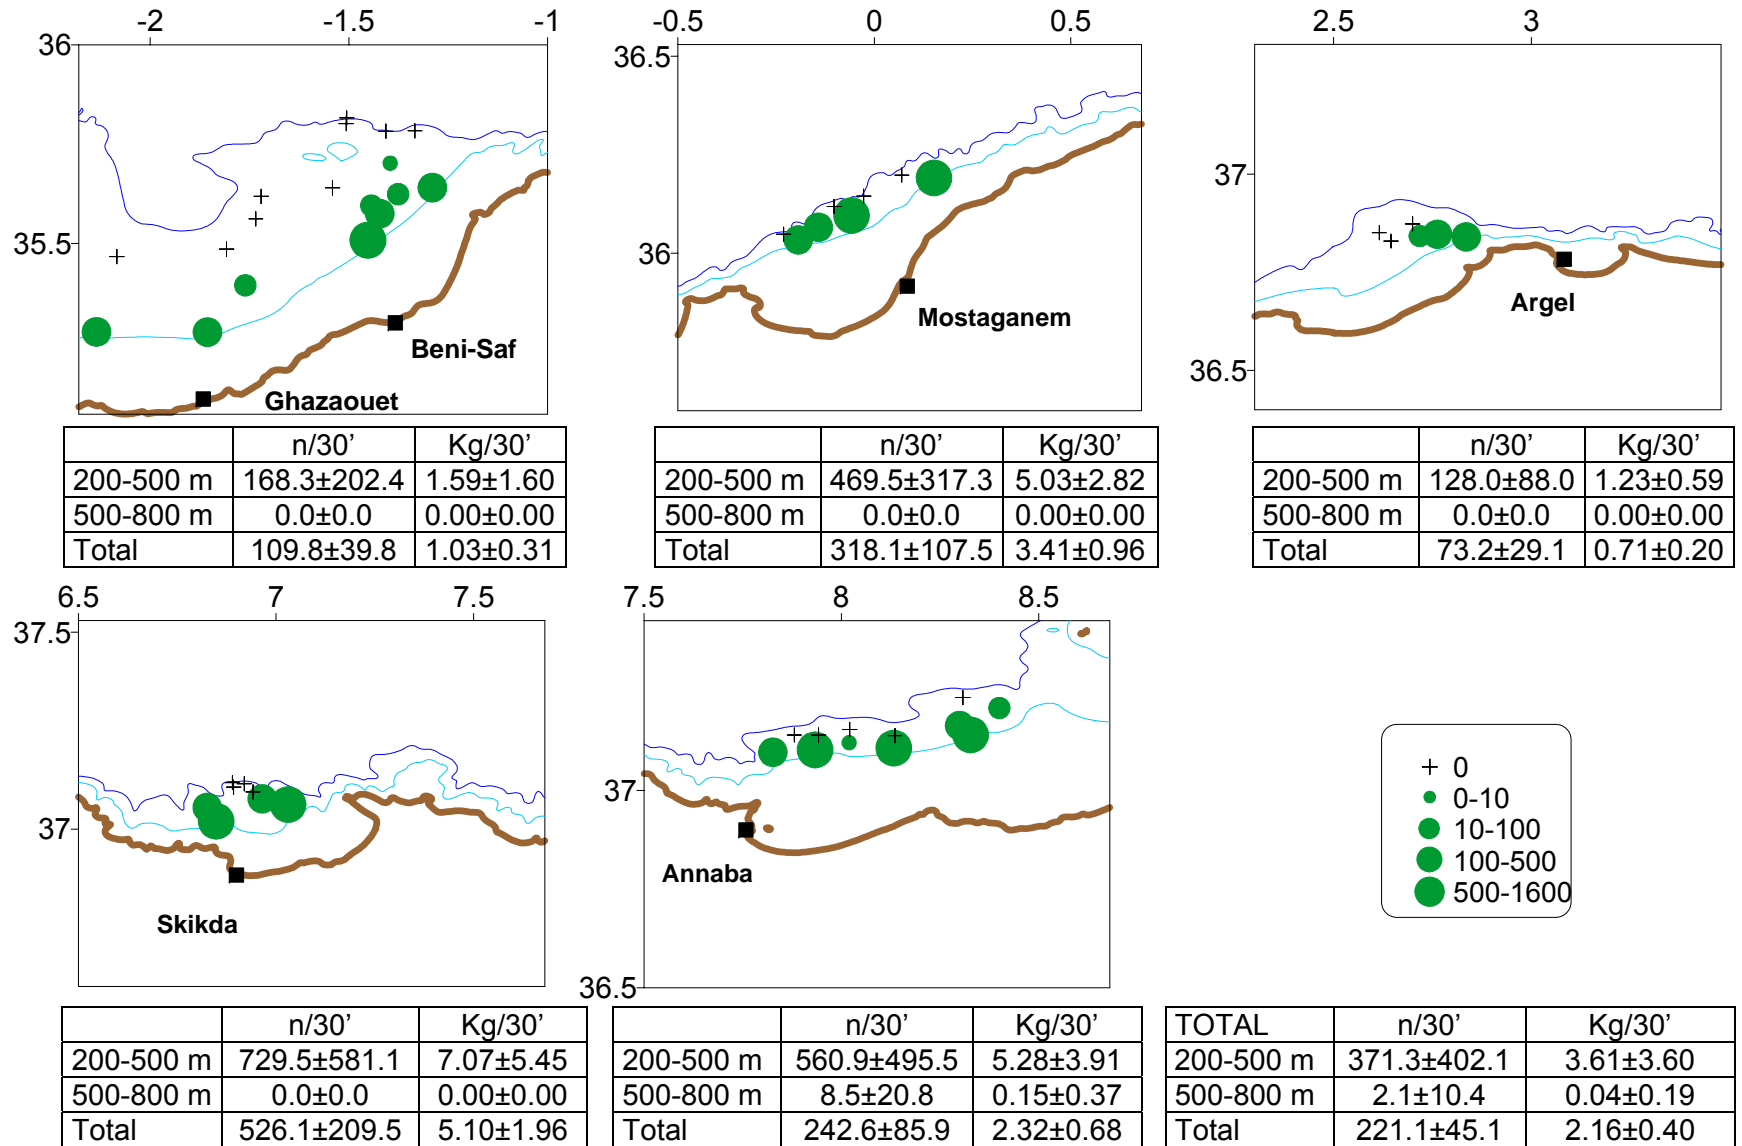 -2 -1.5 -1
36
35.5
Beni-Saf
Ghazaouet
n/30’ Kg/30’
200-500 m 168.3±202.4 1.59±1.60
500-800 m 0.0±0.0 0.00±0.00
Total 109.8±39.8 1.03±0.31
-0.5 0 0.5
36.5
36
Mostaganem
n/30’ Kg/30’
200-500 m 469.5±317.3 5.03±2.82
500-800 m 0.0±0.0 0.00±0.00
Total 318.1±107.5 3.41±0.96
2.5 3
37
36.5
Argel
n/30’ Kg/30’
200-500 m 128.0±88.0 1.23±0.59
500-800 m 0.0±0.0 0.00±0.00
Total 73.2±29.1 0.71±0.20
6.5 7 7.5
37.5
37
Skikda
n/30’ Kg/30’
200-500 m 729.5±581.1 7.07±5.45
500-800 m 0.0±0.0 0.00±0.00
Total 526.1±209.5 5.10±1.96
7.5 8 8.5
37
36.5
Annaba
n/30’ Kg/30’
200-500 m 560.9±495.5 5.28±3.91
500-800 m 8.5±20.8 0.15±0.37
Total 242.6±85.9 2.32±0.68
0
0-10
10-100
100-500
500-1600
TOTAL n/30’ Kg/30’
200-500 m 371.3±402.1 3.61±3.60
500-800 m 2.1±10.4 0.04±0.19
Total 221.1±45.1 2.16±0.40